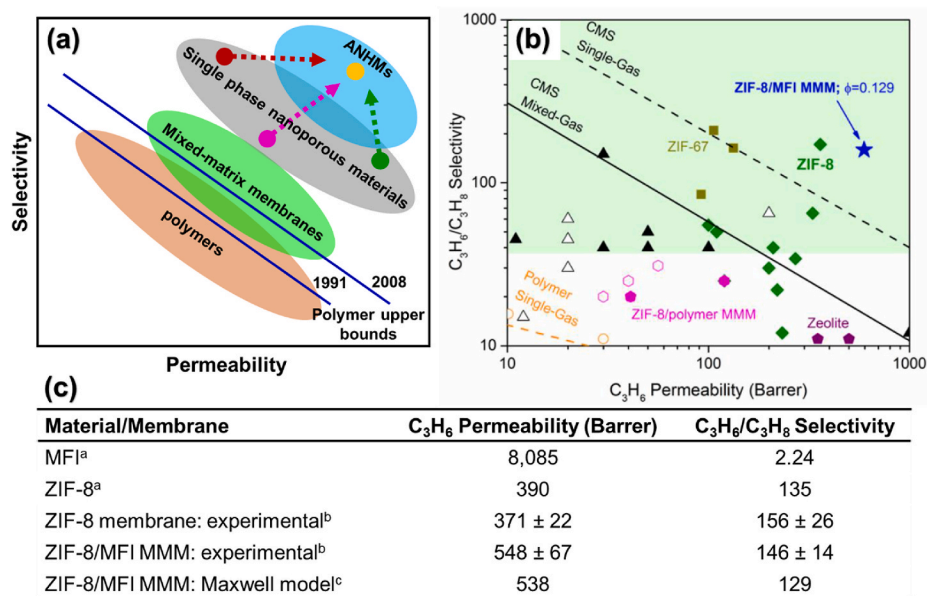 (a)
ANHMs
Single phase nanoporous materials
Mixed-matrix membranes
polymers
1991
2008
Polymer upper
bounds
Selectivity
Permeability
(b)
1000
100
10
10
100
1000
C₃H₆/C₃H₈ Selectivity
C₃H₆ Permeability (Barrer)
CMS
Single-Gas
CMS
Mixed-Gas
ZIF-8/MFI MMM; ϕ=0.129
ZIF-67
ZIF-8
Polymer
Single-Gas
ZIF-8/polymer MMM
Zeolite
(c)
Material/Membrane C₃H₆ Permeability (Barrer) C₃H₆/C₃H₈ Selectivity
MFIᵃ 8,085 2.24
ZIF-8ᵃ 390 135
ZIF-8 membrane: experimentalᵇ 371 ± 22 156 ± 26
ZIF-8/MFI MMM: experimentalᵇ 548 ± 67 146 ± 14
ZIF-8/MFI MMM: Maxwell modelᶜ 538 129